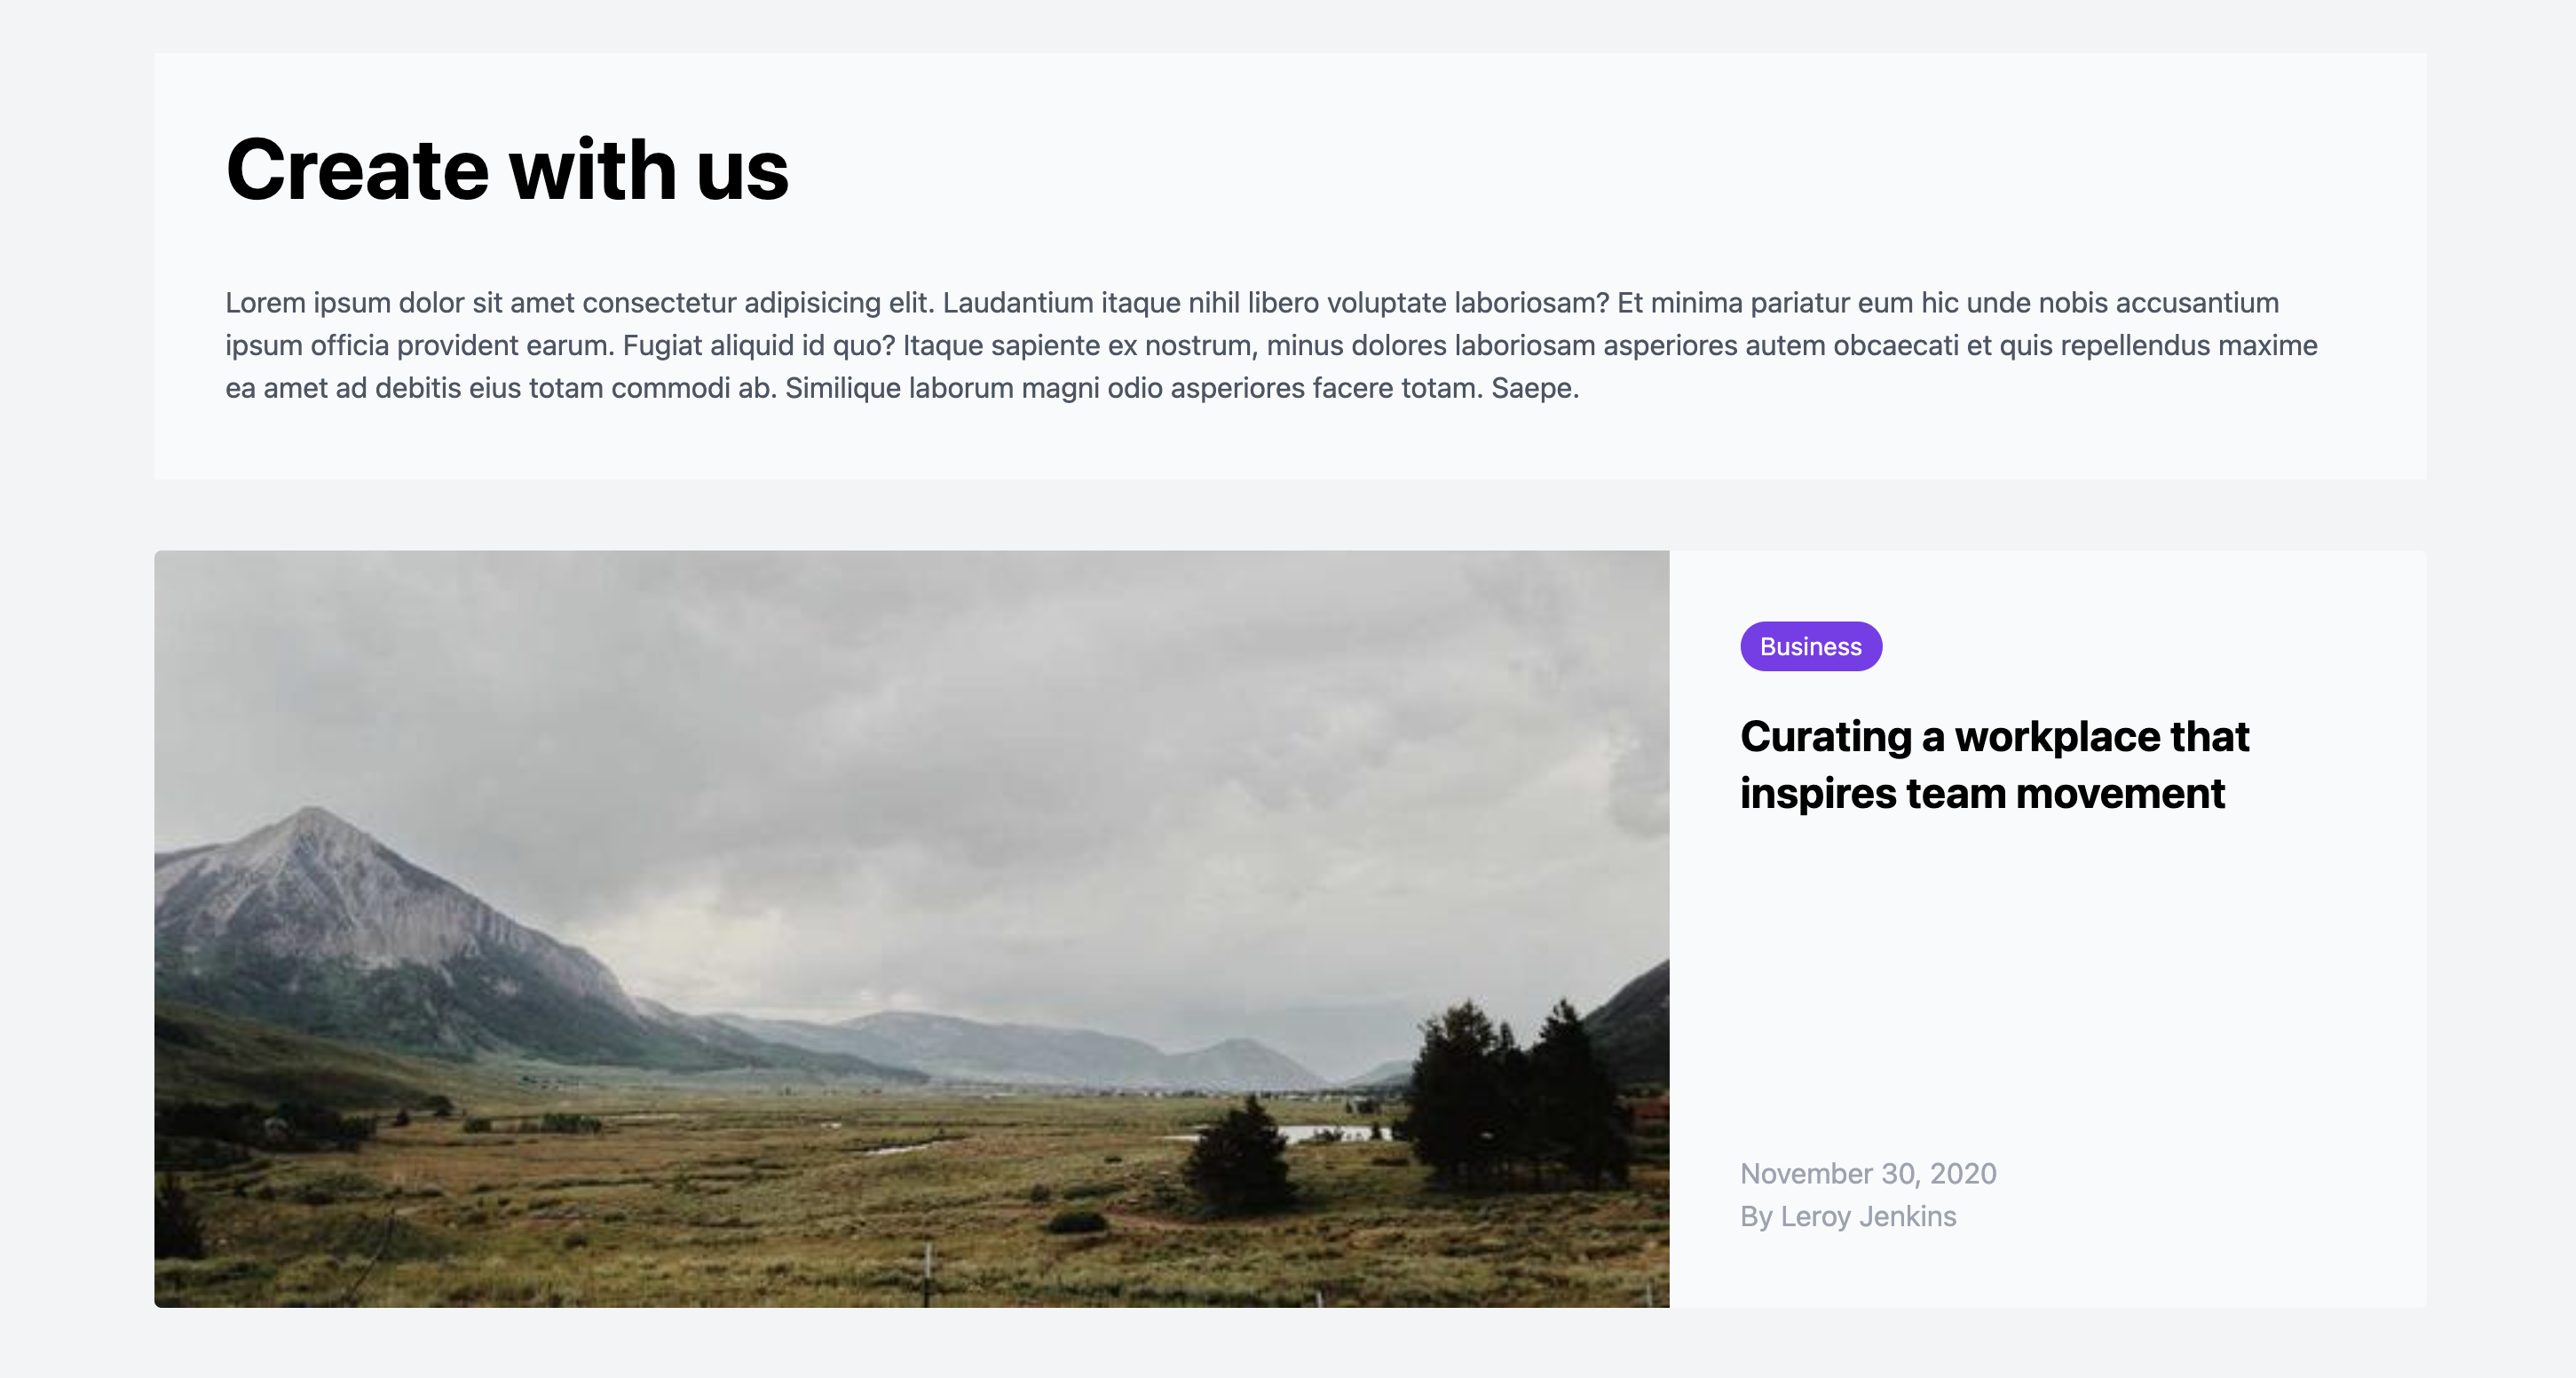 Create with us
Lorem ipsum dolor sit amet consectetur adipisicing elit. Laudantium itaque nihil libero voluptate laboriosam? Et minima pariatur eum hic unde nobis accusantium
ipsum officia provident earum. Fugiat aliquid id quo? Itaque sapiente ex nostrum, minus dolores laboriosam asperiores autem obcaecati et quis repellendus maxime
ea amet ad debitis eius totam commodi ab. Similique laborum magni odio asperiores facere totam. Saepe.
Business
Curating a workplace that
inspires team movement
November 30, 2020
By Leroy Jenkins